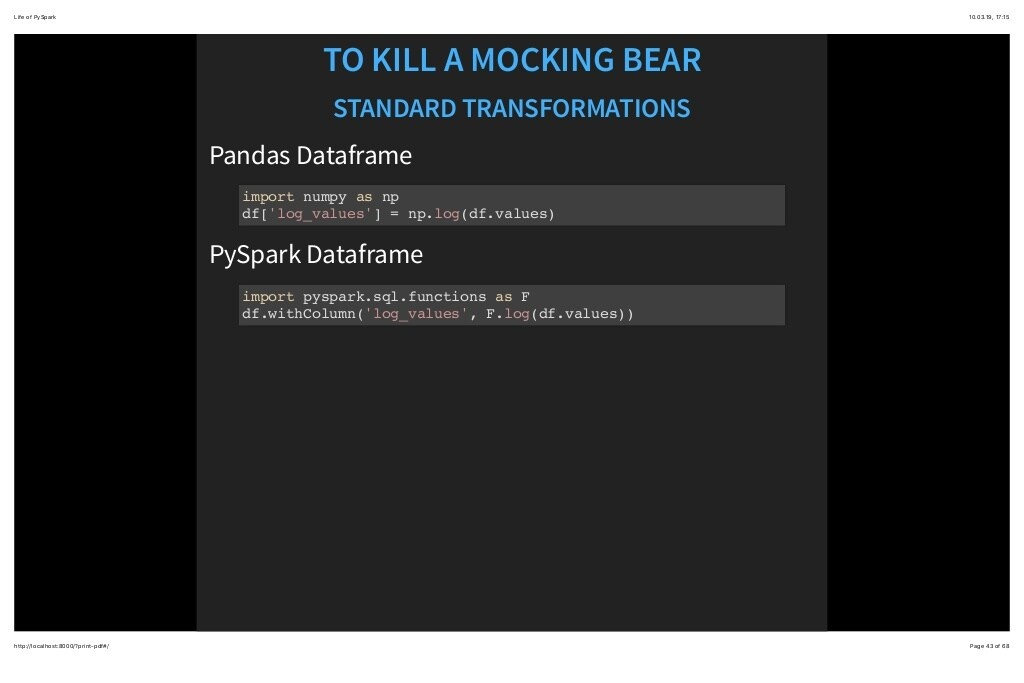 Life of PySpark
10.03.19, 17:15
TO KILL A MOCKING BEAR
STANDARD TRANSFORMATIONS
Pandas Dataframe
import numpy as np
df['log_values'] = np.log(df.values)
PySpark Dataframe
import pyspark.sql.functions as F
df.withColumn('log_values', F.log(df.values))
http://localhost:8000/?print-pdf#/
Page 43 of 68